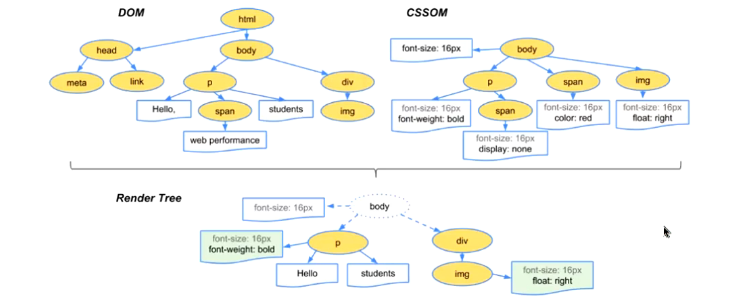 DOM
html
head
body
meta
link
p
div
Hello,
span
students
img
web performance
CSSOM
font-size: 16px
body
p
span
img
font-size: 16px
font-weight: bold
span
font-size: 16px
color: red
font-size: 16px
float: right
font-size: 16px
display: none
Render Tree
font-size: 16px
body
font-size: 16px
font-weight: bold
p
div
Hello
students
img
font-size: 16px
float: right